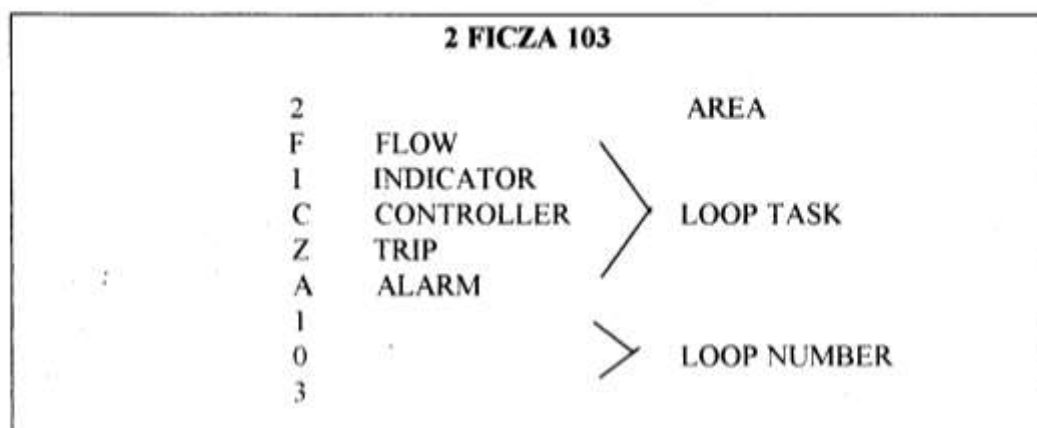 2 FICZA 103
2 AREA
F FLOW
I INDICATOR
C CONTROLLER LOOP TASK
Z TRIP
A ALARM
1
0 LOOP NUMBER
3